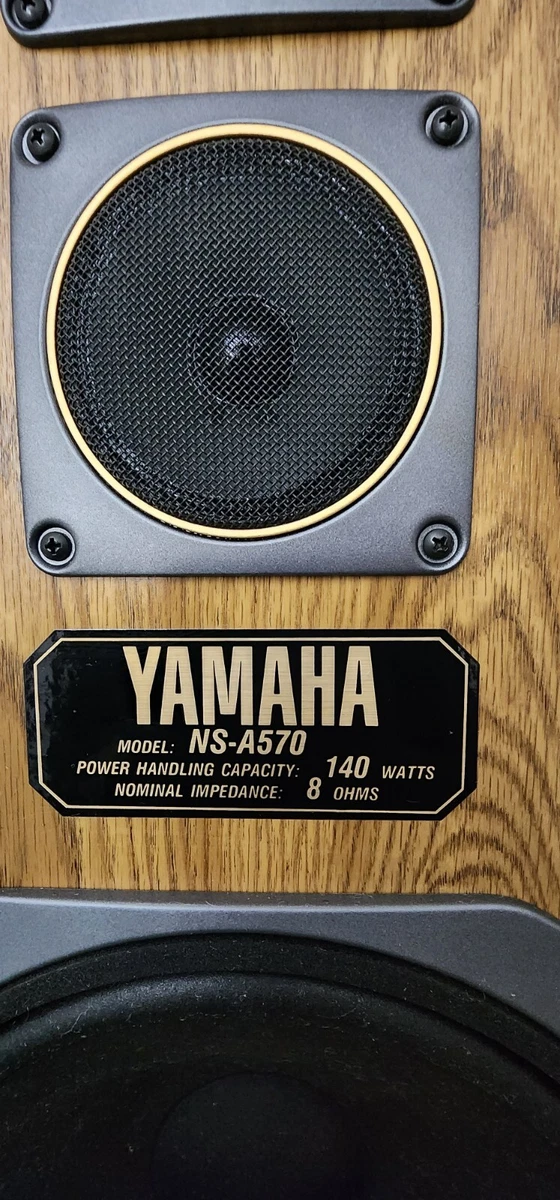 YAMAHA
MODEL: NS-A570
POWER HANDLING CAPACITY: 140 WATTS
NOMINAL IMPEDANCE: 8 OHMS